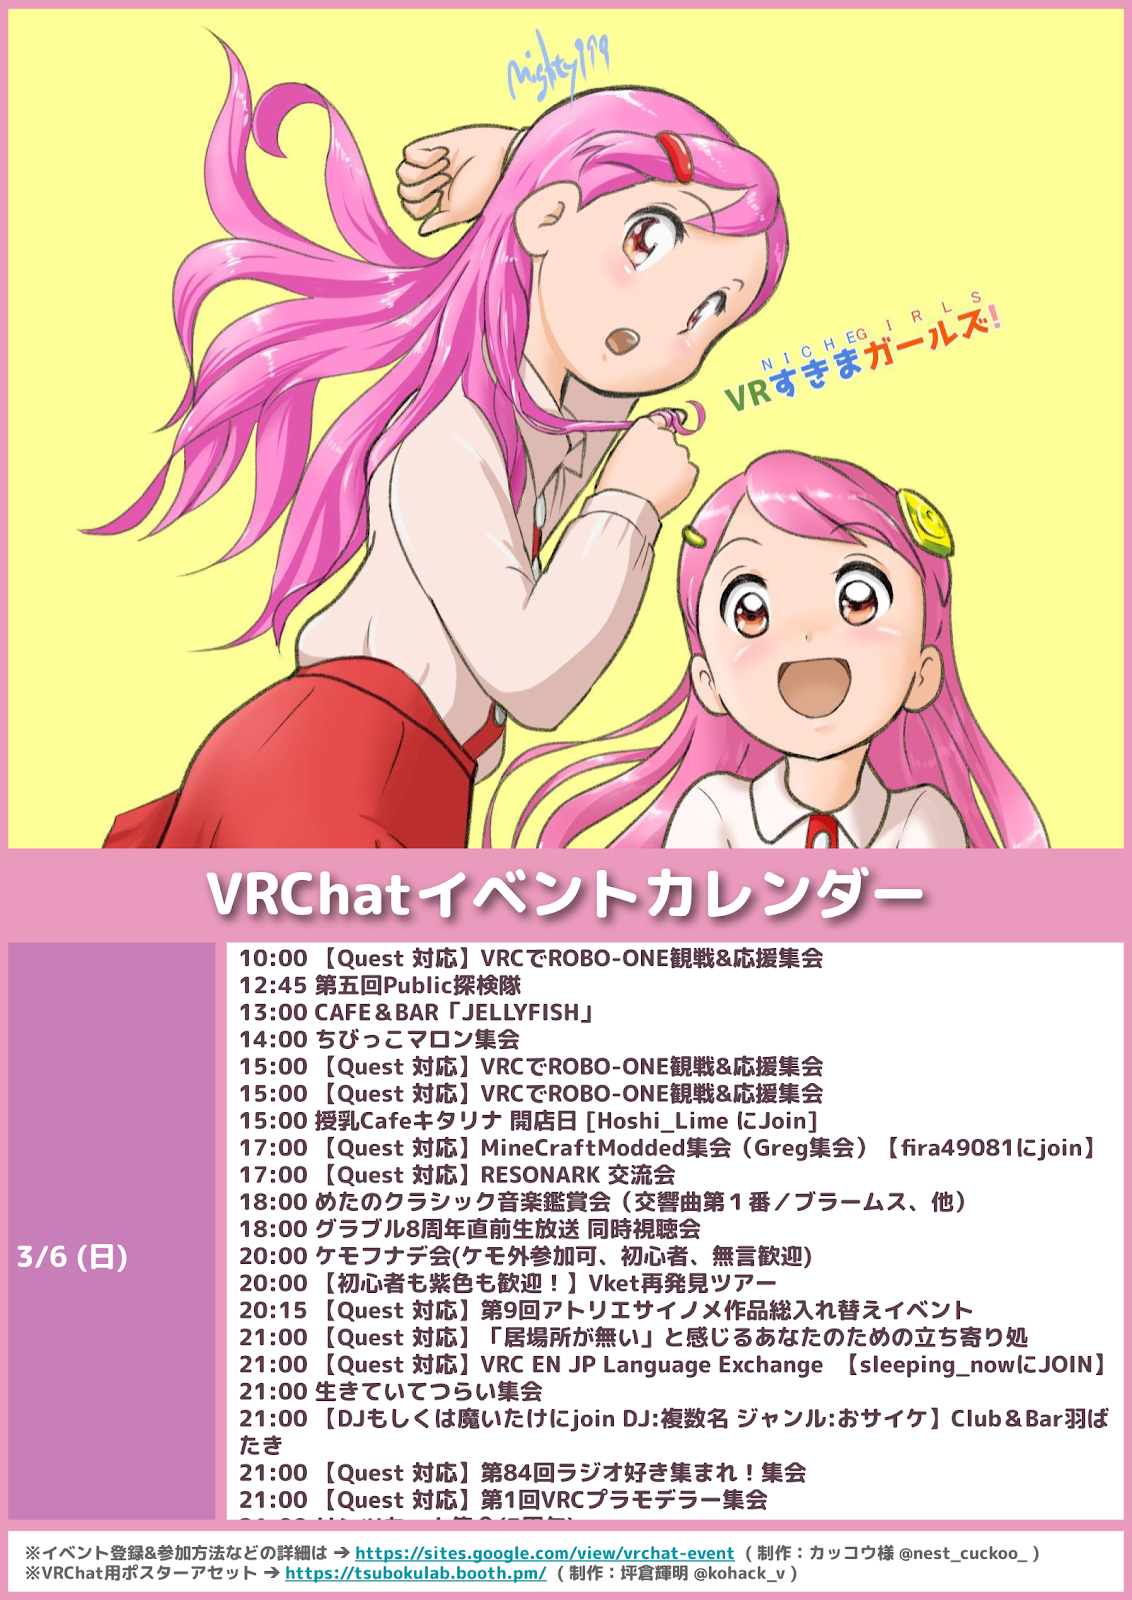 mighty199
NICHE GIRLS
VRすきまガールズ!
VRChatイベントカレンダー
3/6 (日)
10:00 【Quest 対応】VRCでROBO-ONE観戦&応援集会
12:45 第五回Public探検隊
13:00 CAFE＆BAR「JELLYFISH」
14:00 ちびっこマロン集会
15:00 【Quest 対応】VRCでROBO-ONE観戦&応援集会
15:00 【Quest 対応】VRCでROBO-ONE観戦&応援集会
15:00 授乳Cafeキタリナ 開店日 [Hoshi_Lime にJoin]
17:00 【Quest 対応】MineCraftModded集会（Greg集会）【fira49081にjoin】
17:00 【Quest 対応】RESONARK 交流会
18:00 めたのクラシック音楽鑑賞会（交響曲第１番／ブラームス、他）
18:00 グラブル8周年直前生放送 同時視聴会
20:00 ケモフナデ会(ケモ外参加可、初心者、無言歓迎)
20:00 【初心者も紫色も歓迎！】Vket再発見ツアー
20:15 【Quest 対応】第9回アトリエサイノメ作品総入れ替えイベント
21:00 【Quest 対応】「居場所が無い」と感じるあなたのための立ち寄り処
21:00 【Quest 対応】VRC EN JP Language Exchange 【sleeping_nowにJOIN】
21:00 生きていてつらい集会
21:00 【DJもしくは魔いたけにjoin DJ:複数名 ジャンル:おサイケ】Club＆Bar羽ば
たき
21:00 【Quest 対応】第84回ラジオ好き集まれ！集会
21:00 【Quest 対応】第1回VRCプラモデラー集会
※イベント登録&参加方法などの詳細は ➔ https://sites.google.com/view/vrchat-event （ 制作：カッコウ様 @nest_cuckoo_ ）
※VRChat用ポスターアセット ➔ https://tsubokulab.booth.pm/ （ 制作：坪倉輝明 @kohack_v ）